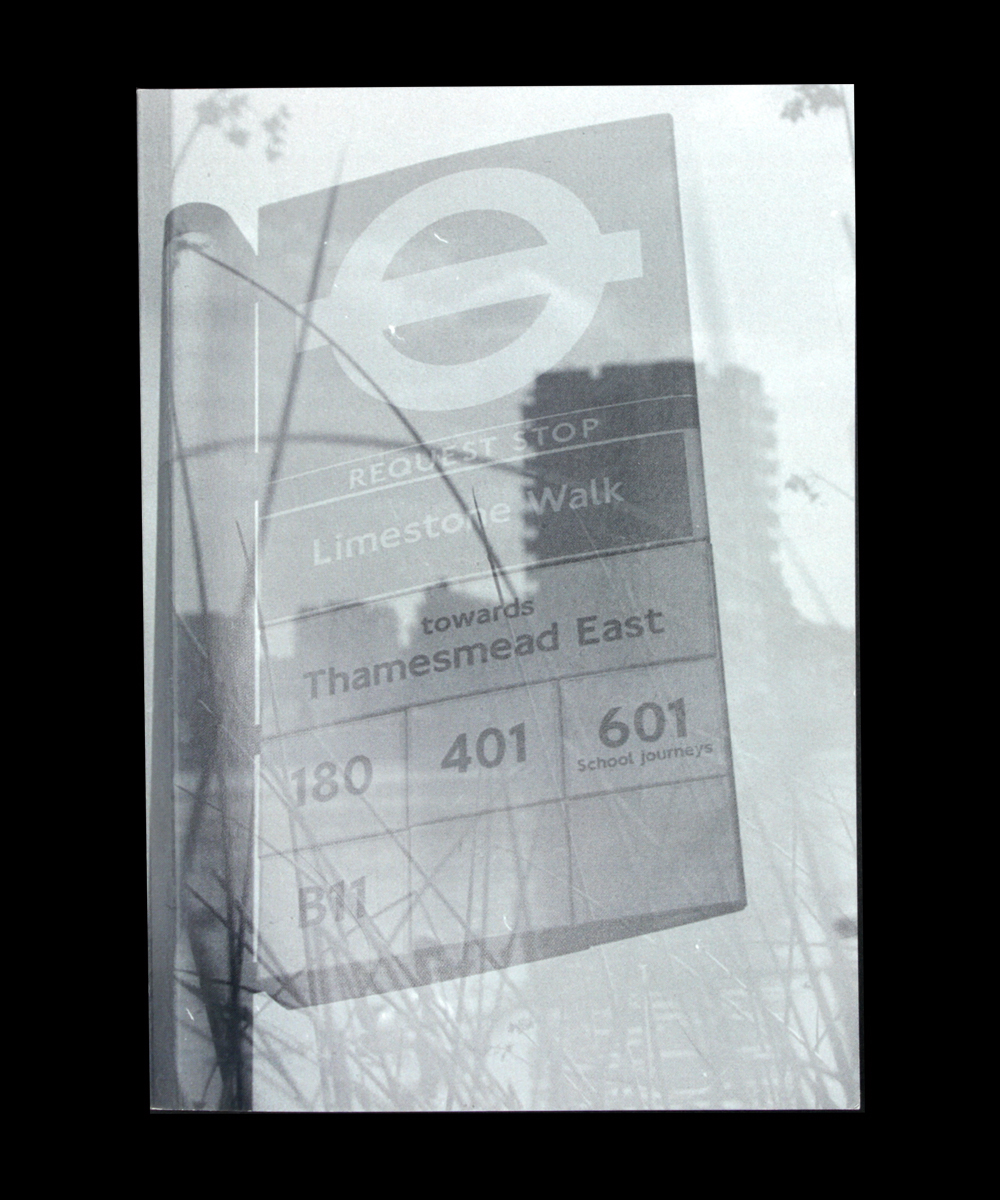 REQUEST STOP
Limestone Walk
towards
Thamesmead East
180 401 601
School journeys
B11